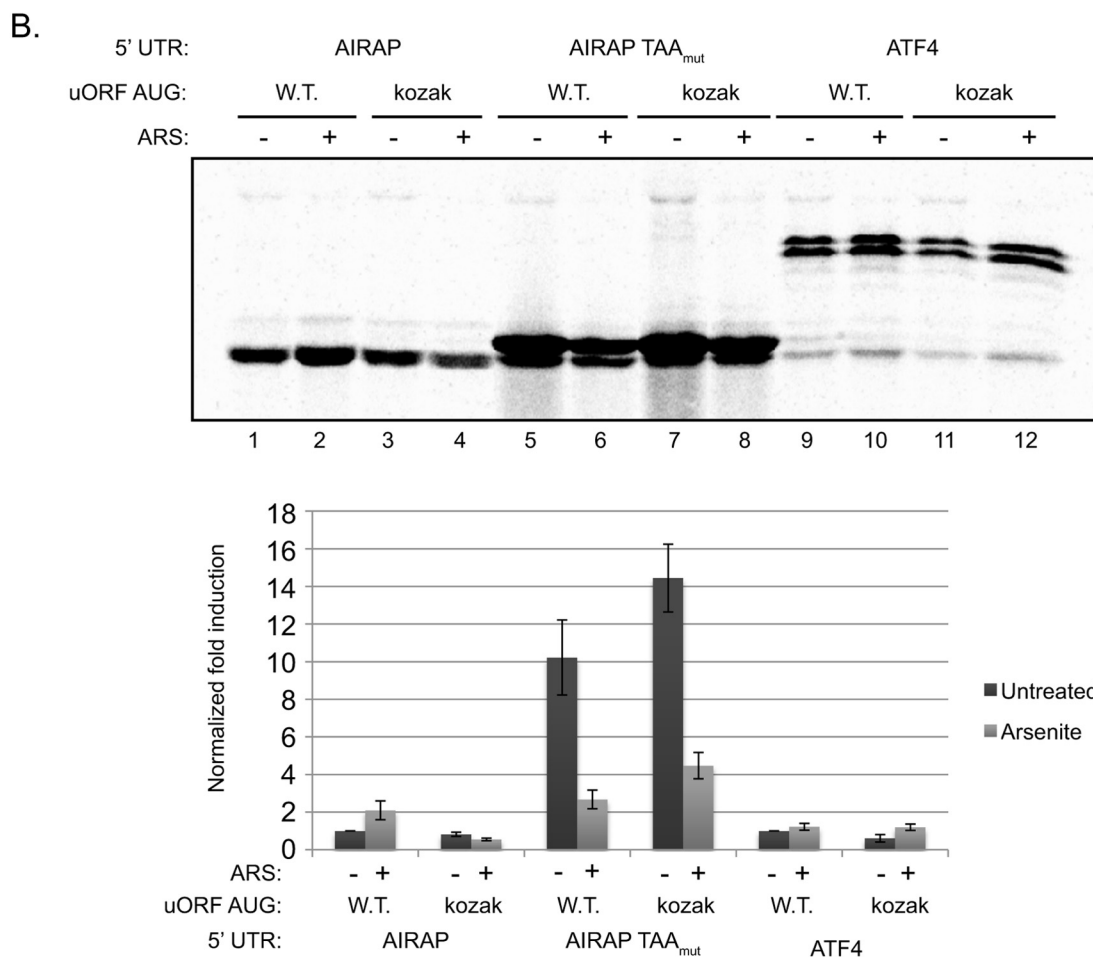 B.
5' UTR: AIRAP AIRAP TAAmut ATF4
uORF AUG: W.T. kozak W.T. kozak W.T. kozak
ARS: - + - + - + - + - + - +
1 2 3 4 5 6 7 8 9 10 11 12
18
16
14
12
10
8
6
4
2
0
Normalized fold induction
Untreated
Arsenite
ARS: - + - + - + - + - + - +
uORF AUG: W.T. kozak W.T. kozak W.T. kozak
5' UTR: AIRAP AIRAP TAAmut ATF4